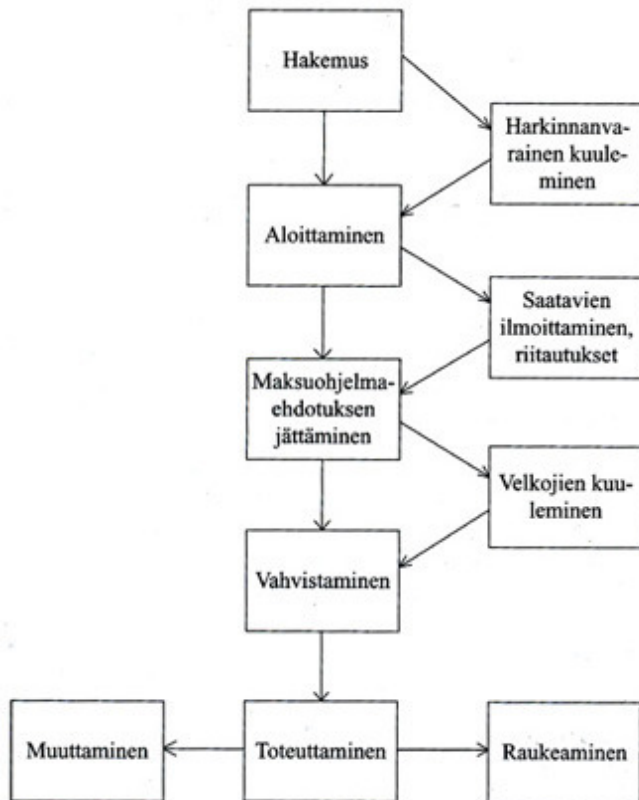 Hakemus
Harkinnanva-
rainen kuule-
minen
Aloittaminen
Saatavien
ilmoittaminen,
riitautukset
Maksuohjelma-
ehdotuksen
jättäminen
Velkojien kuu-
leminen
Vahvistaminen
Muuttaminen
Toteuttaminen
Raukeaminen